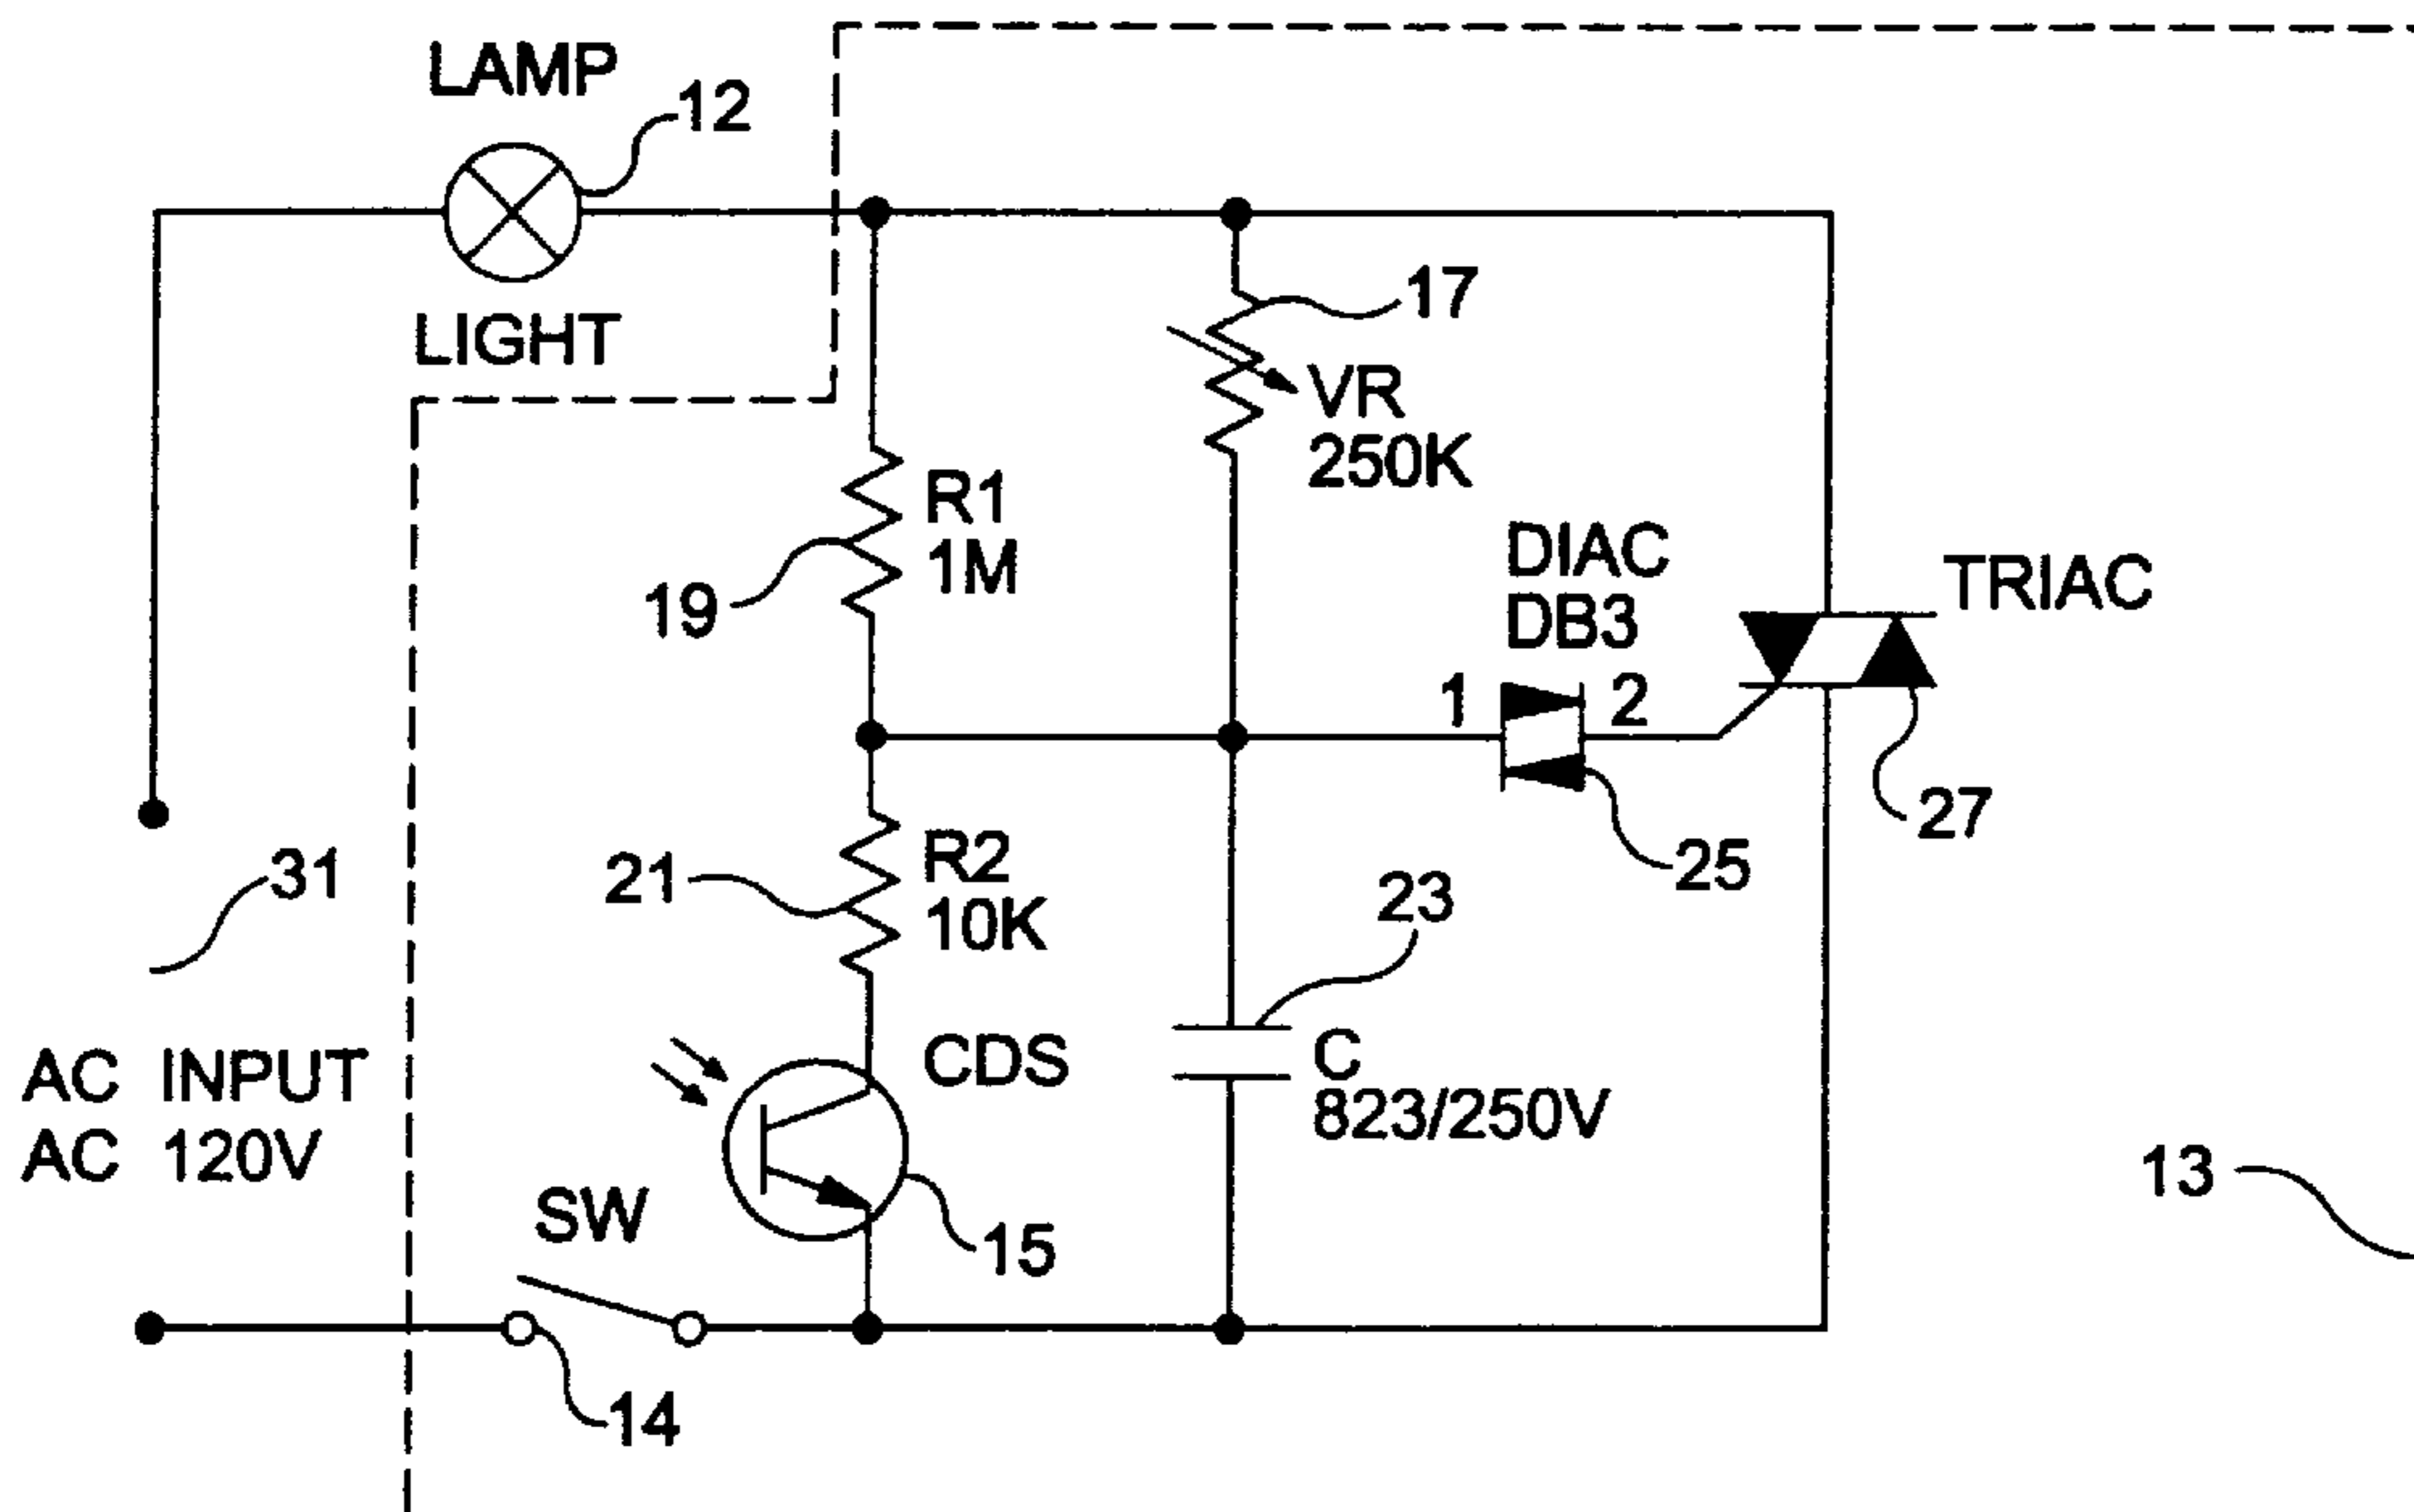 LAMP
12
LIGHT
17
VR
250K
R1
1M
19
DIAC
DB3
TRIAC
1
2
27
31
21
R2
10K
25
23
CDS
C
823/250V
AC INPUT
AC 120V
13
SW
15
14